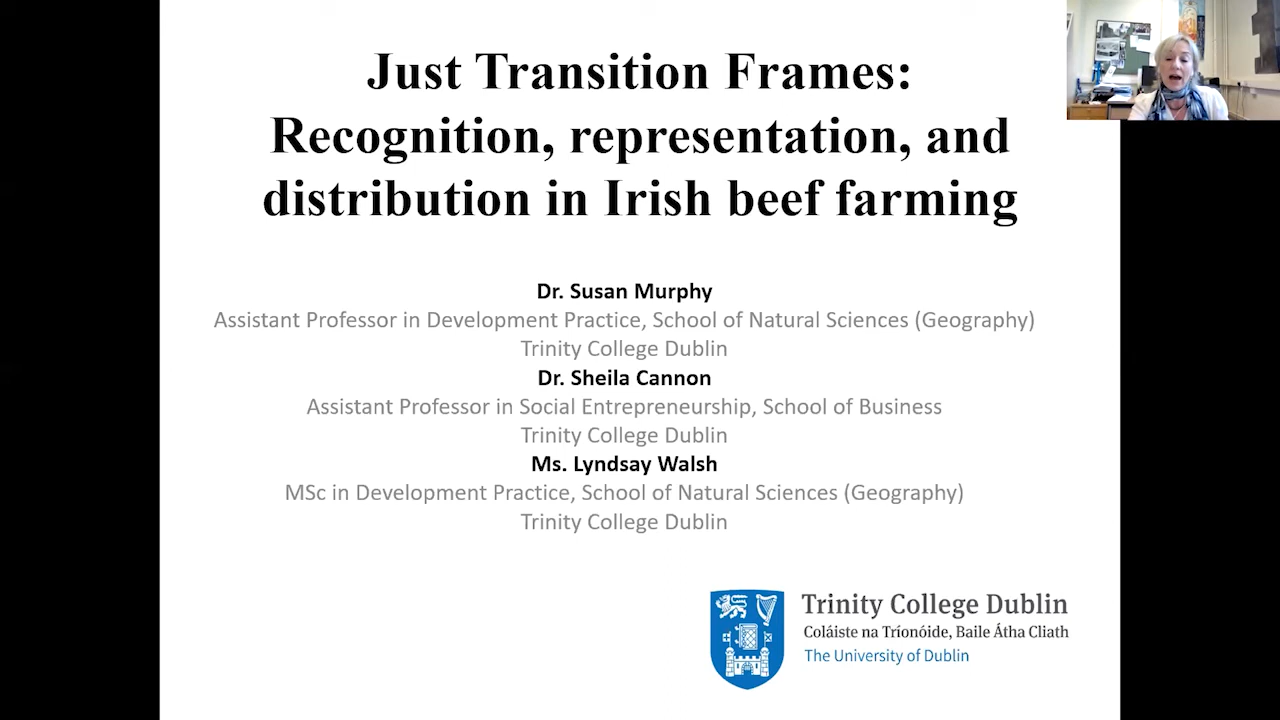 Just Transition Frames:
Recognition, representation, and
distribution in Irish beef farming
Dr. Susan Murphy
Assistant Professor in Development Practice, School of Natural Sciences (Geography)
Trinity College Dublin
Dr. Sheila Cannon
Assistant Professor in Social Entrepreneurship, School of Business
Trinity College Dublin
Ms. Lyndsay Walsh
MSc in Development Practice, School of Natural Sciences (Geography)
Trinity College Dublin
Trinity College Dublin
Coláiste na Tríonóide, Baile Átha Cliath
The University of Dublin